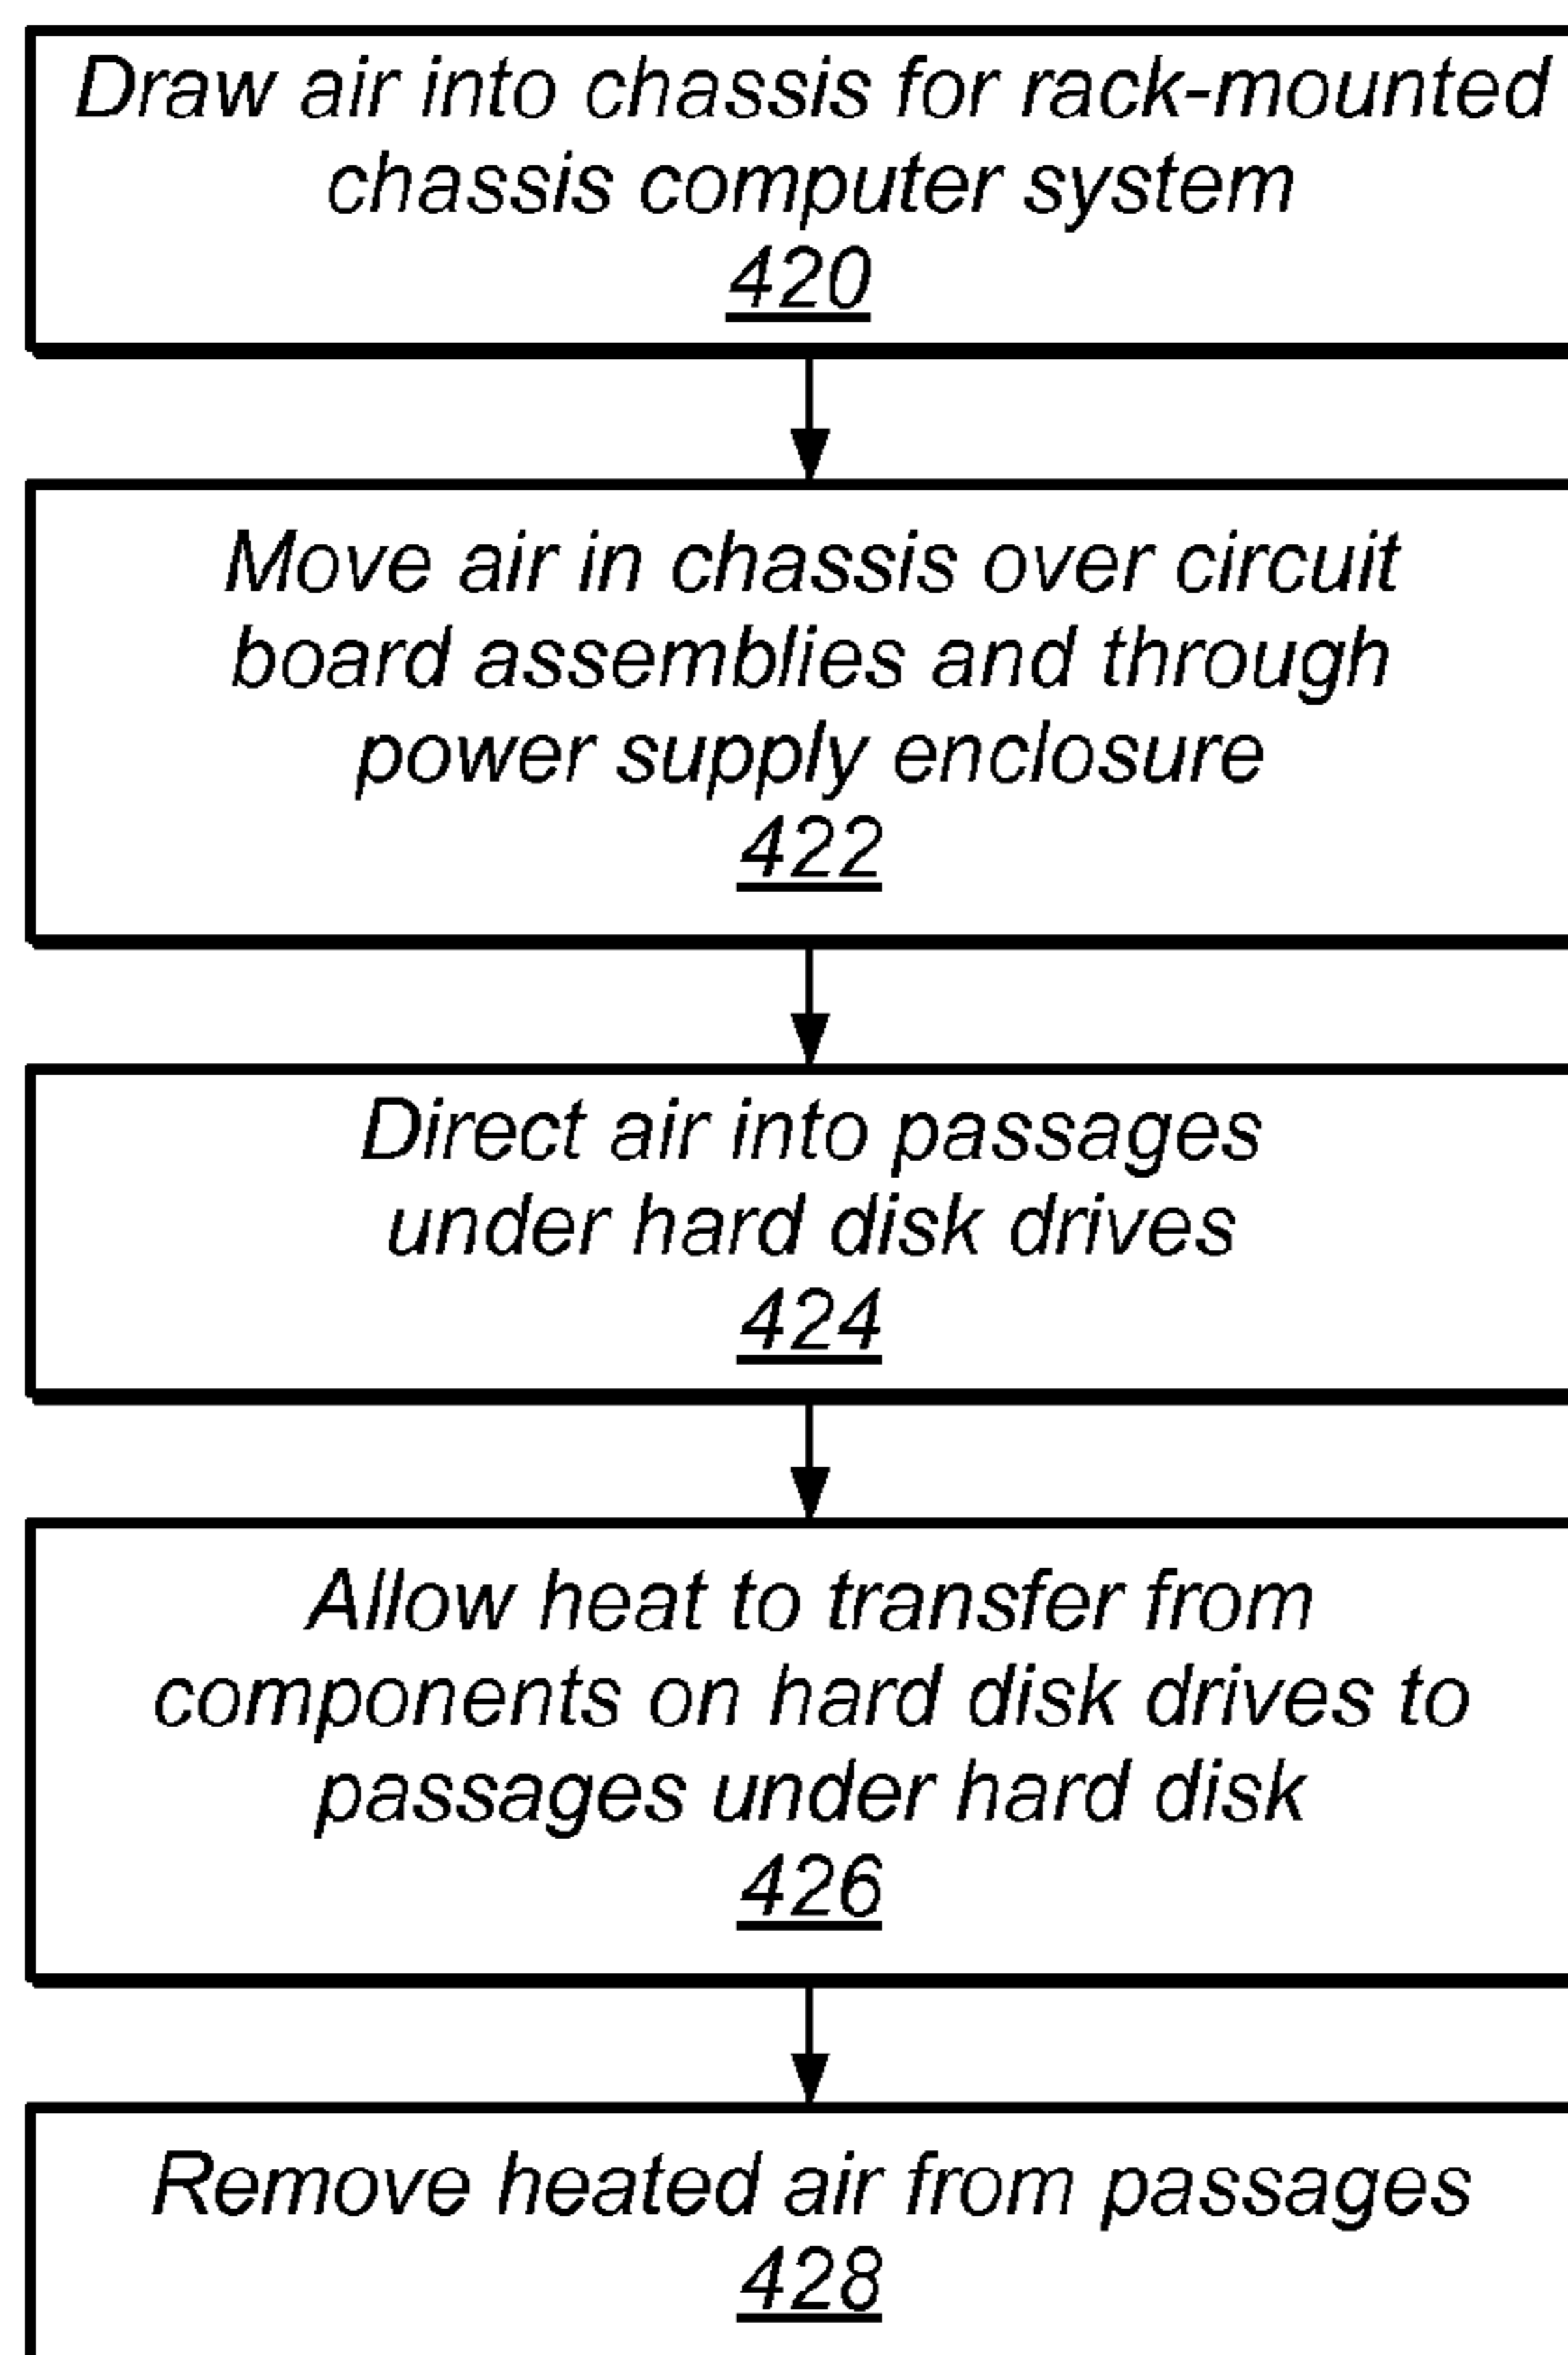 Draw air into chassis for rack-mounted
chassis computer system
420
Move air in chassis over circuit
board assemblies and through
power supply enclosure
422
Direct air into passages
under hard disk drives
424
Allow heat to transfer from
components on hard disk drives to
passages under hard disk
426
Remove heated air from passages
428